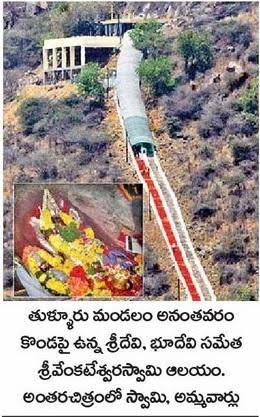 తుళ్ళూరు మండలం అనంతవరం
కొండపై ఉన్న శ్రీదేవి, భూదేవి సమేత
శ్రీవేంకటేశ్వరస్వామి ఆలయం.
అంతరచిత్రంలో స్వామి, అమ్మవార్లు